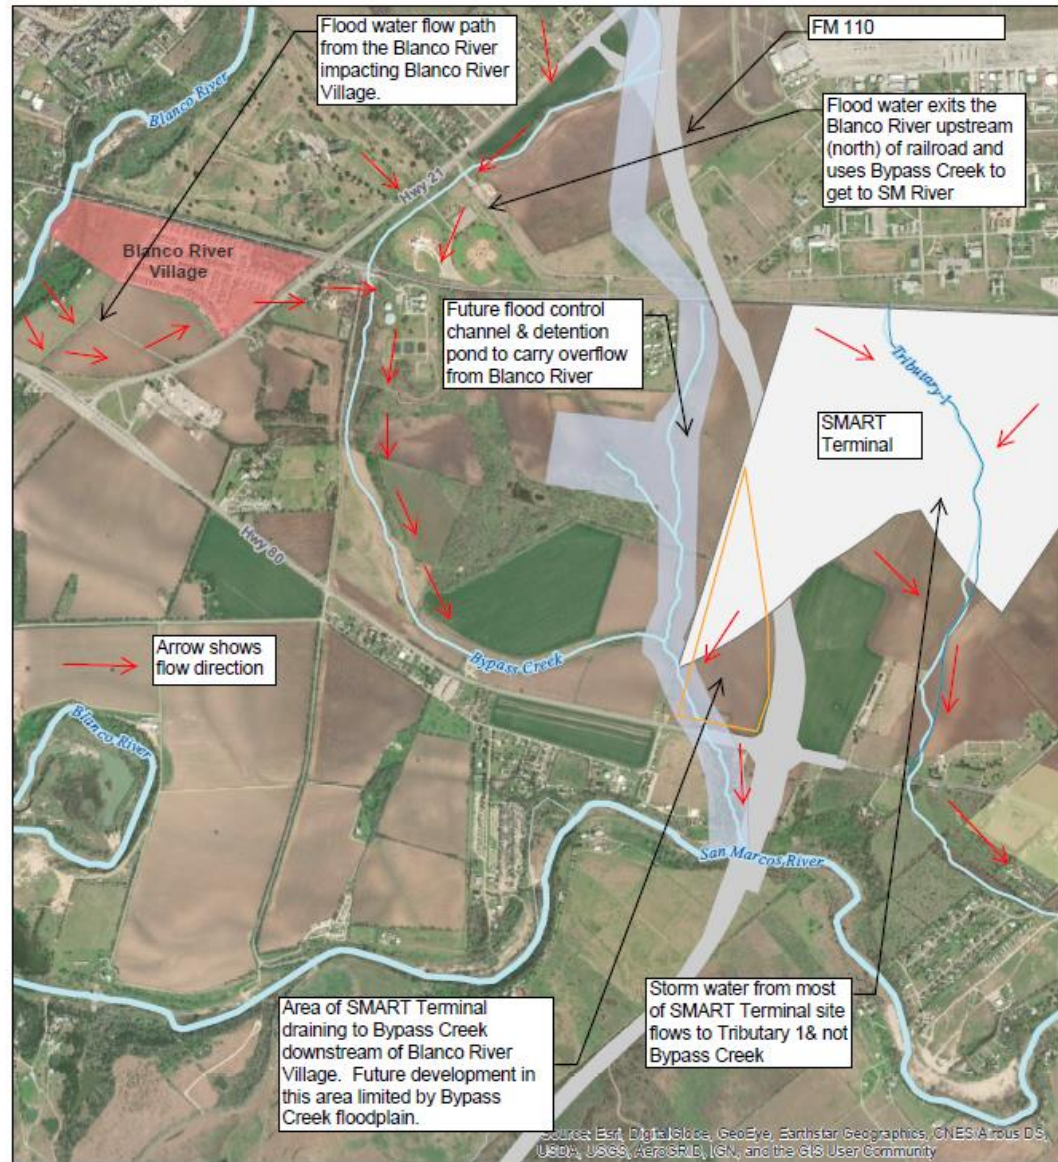 Flood water flow path
from the Blanco River
impacting Blanco River
Village.
FM 110
Blanco River
Flood water exits the
Blanco River upstream
(north) of railroad and
uses Bypass Creek to
get to SM River
Hwy 21
Blanco River
Village
Future flood control
channel & detention
pond to carry overflow
from Blanco River
Tributary 1
SMART
Terminal
Hwy 80
Arrow shows
flow direction
Bypass Creek
Blanco River
San Marcos River
Area of SMART Terminal
draining to Bypass Creek
downstream of Blanco River
Village. Future development in
this area limited by Bypass
Creek floodplain.
Storm water from most
of SMART Terminal site
flows to Tributary 1& not
Bypass Creek
Source: Esri, DigitalGlobe, GeoEye, Earthstar Geographics, CNES/Airbus DS,
USDA, USGS, AeroGRID, IGN, and the GIS User Community